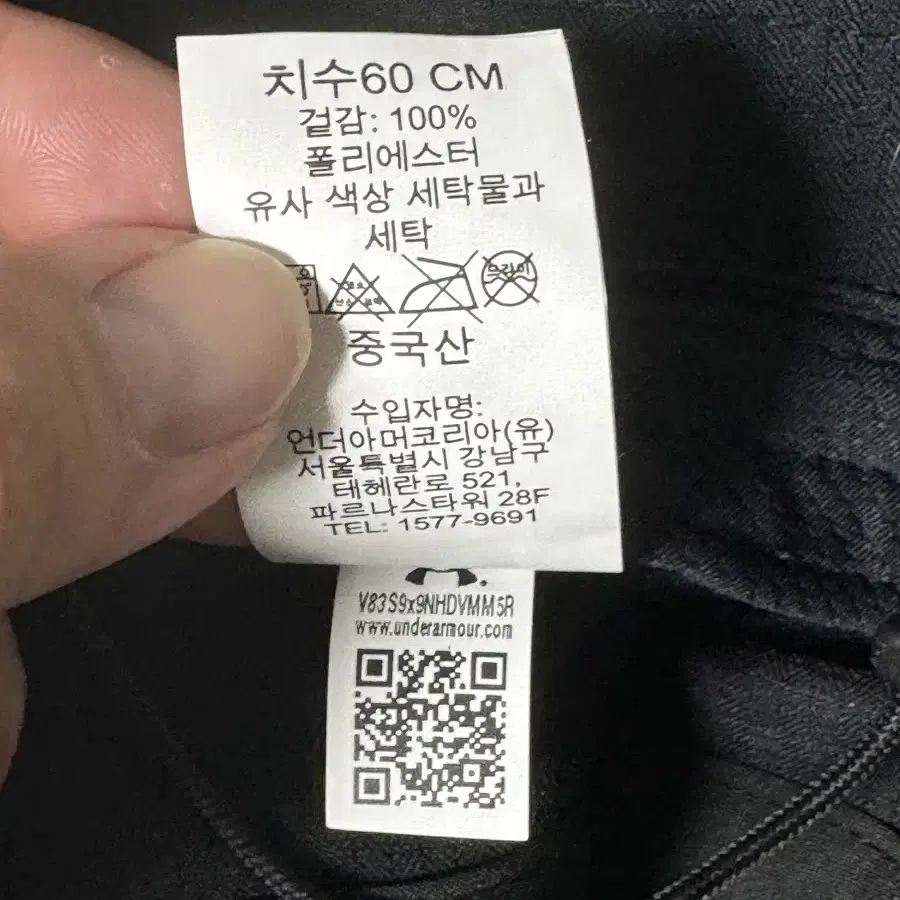 치수60 CM
겉감: 100%
폴리에스터
유사 색상 세탁물과
세탁
드라이
중국산
수입자명:
언더아머코리아(유)
서울특별시 강남구
테헤란로 521,
파르나스타워 28F
TEL: 1577-9691
V83S9x9NHDVMM5R
www.underarmour.com